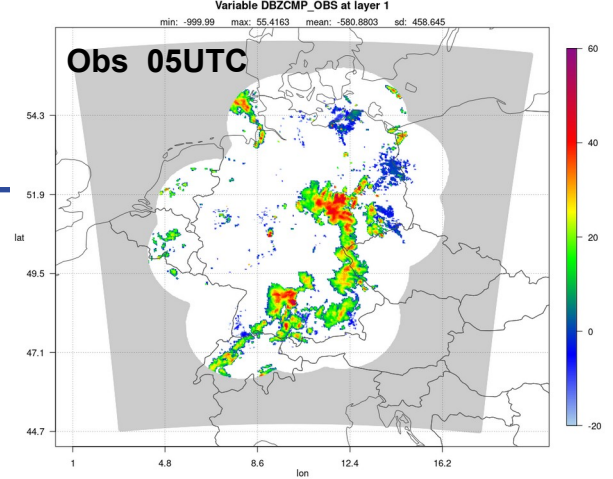 Variable DBZCMP_OBS at layer 1
min: -999.99 max: 55.4163 mean: -580.8803 sd: 458.645
Obs 05UTC
60
40
20
0
-20
54.3
51.9
49.5
47.1
44.7
lat
1 4.8 8.6 12.4 16.2
lon